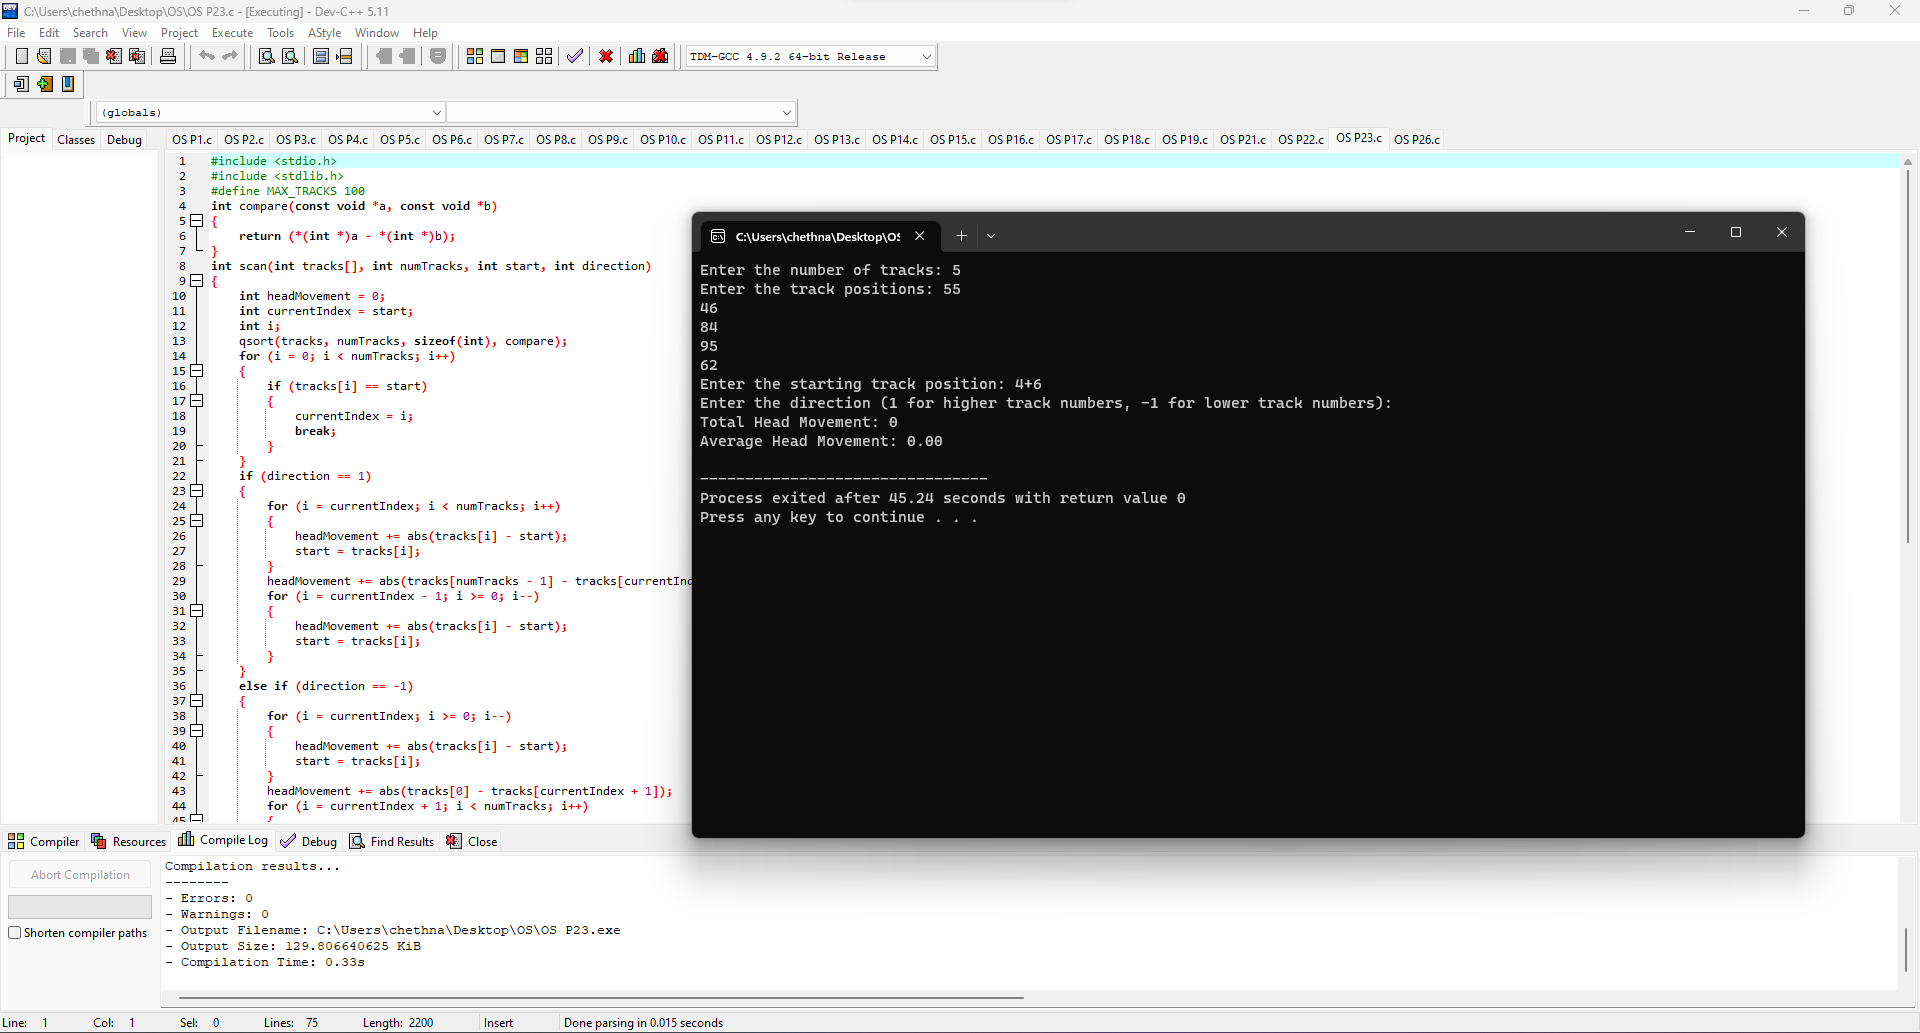 C:\Users\chethna\Desktop\OS\OS P23.c - [Executing] - Dev-C++ 5.11
File Edit Search View Project Execute Tools AStyle Window Help
TDM-GCC 4.9.2 64-bit Release
(globals)
Project Classes Debug
OS P1.c OS P2.c OS P3.c OS P4.c OS P5.c OS P6.c OS P7.c OS P8.c OS P9.c OS P10.c OS P11.c OS P12.c OS P13.c OS P14.c OS P15.c OS P16.c OS P17.c OS P18.c OS P19.c OS P21.c OS P22.c OS P23.c OS P26.c
1 #include <stdio.h>
2 #include <stdlib.h>
3 #define MAX_TRACKS 100
4 int compare(const void *a, const void *b)
5 {
6 return (*(int *)a - *(int *)b);
7 }
8 int scan(int tracks[], int numTracks, int start, int direction)
9 {
10 int headMovement = 0;
11 int currentIndex = start;
12 int i;
13 qsort(tracks, numTracks, sizeof(int), compare);
14 for (i = 0; i < numTracks; i++)
15 {
16 if (tracks[i] == start)
17 {
18 currentIndex = i;
19 break;
20 }
21 }
22 if (direction == 1)
23 {
24 for (i = currentIndex; i < numTracks; i++)
25 {
26 headMovement += abs(tracks[i] - start);
27 start = tracks[i];
28 }
29 headMovement += abs(tracks[numTracks - 1] - tracks[currentInd
30 for (i = currentIndex - 1; i >= 0; i--)
31 {
32 headMovement += abs(tracks[i] - start);
33 start = tracks[i];
34 }
35 }
36 else if (direction == -1)
37 {
38 for (i = currentIndex; i >= 0; i--)
39 {
40 headMovement += abs(tracks[i] - start);
41 start = tracks[i];
42 }
43 headMovement += abs(tracks[0] - tracks[currentIndex + 1]);
44 for (i = currentIndex + 1; i < numTracks; i++)
45 {
C:\Users\chethna\Desktop\OS
Enter the number of tracks: 5
Enter the track positions: 55
46
84
95
62
Enter the starting track position: 4+6
Enter the direction (1 for higher track numbers, -1 for lower track numbers):
Total Head Movement: 0
Average Head Movement: 0.00
--------------------------------
Process exited after 45.24 seconds with return value 0
Press any key to continue . . .
Compiler Resources Compile Log Debug Find Results Close
Abort Compilation
Shorten compiler paths
Compilation results...
--------
- Errors: 0
- Warnings: 0
- Output Filename: C:\Users\chethna\Desktop\OS\OS P23.exe
- Output Size: 129.806640625 KiB
- Compilation Time: 0.33s
Line: 1 Col: 1 Sel: 0 Lines: 75 Length: 2200 Insert Done parsing in 0.015 seconds